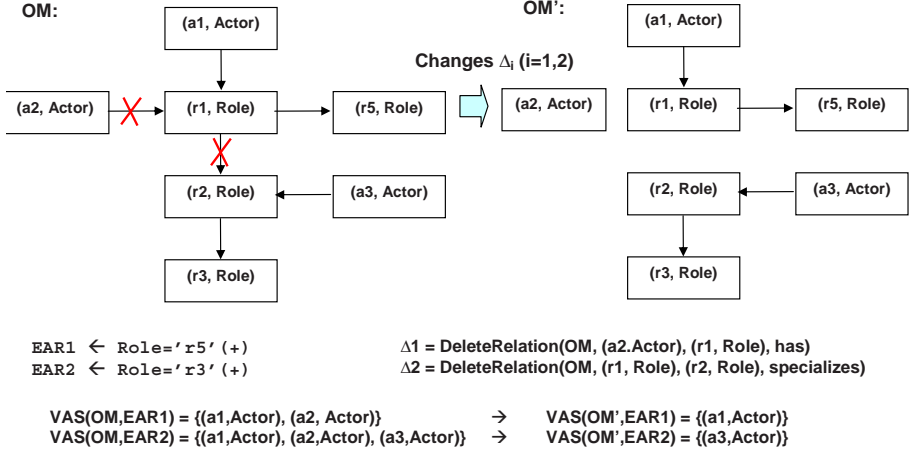 OM:
OM’:
(a1, Actor)
(a1, Actor)
Changes Δi (i=1,2)
(a2, Actor)
(r1, Role)
(r5, Role)
(a2, Actor)
(r1, Role)
(r5, Role)
(r2, Role)
(a3, Actor)
(r2, Role)
(a3, Actor)
(r3, Role)
(r3, Role)
EAR1 ← Role='r5'(+)
EAR2 ← Role='r3'(+)
Δ1 = DeleteRelation(OM, (a2.Actor), (r1, Role), has)
Δ2 = DeleteRelation(OM, (r1, Role), (r2, Role), specializes)
VAS(OM,EAR1) = {(a1,Actor), (a2, Actor)} → VAS(OM’,EAR1) = {(a1,Actor)}
VAS(OM,EAR2) = {(a1,Actor), (a2,Actor), (a3,Actor)} → VAS(OM’,EAR2) = {(a3,Actor)}